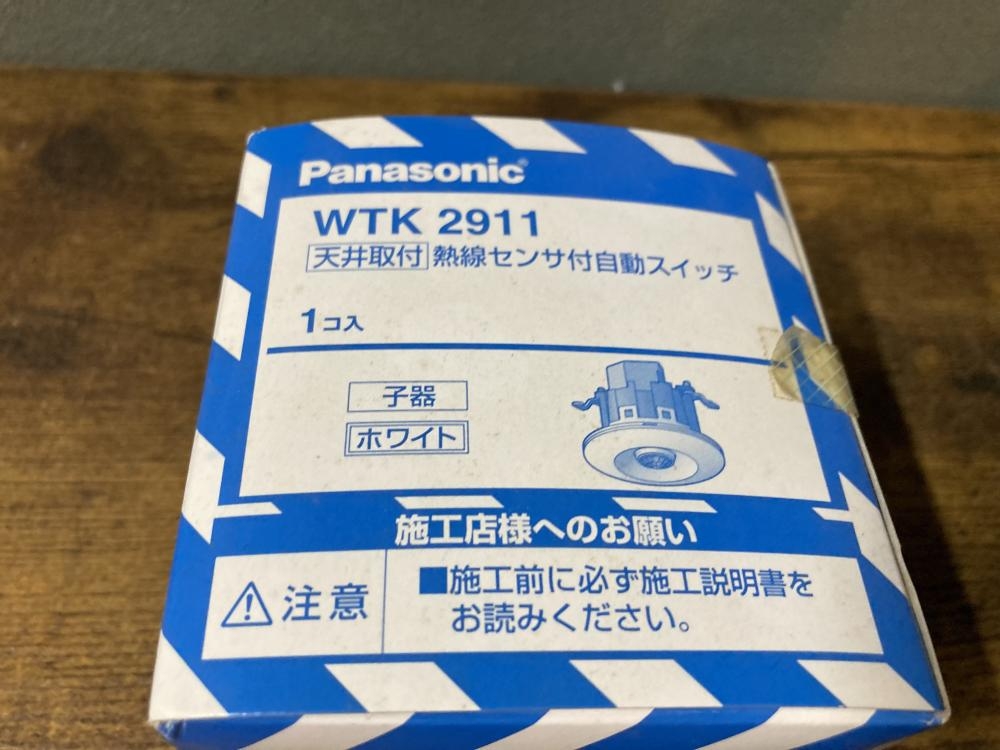 Panasonic
WTK 2911
天井取付 熱線センサ付自動スイッチ
1コ入
子器
ホワイト
施工店様へのお願い
注意
■施工前に必ず施工説明書を
お読みください。